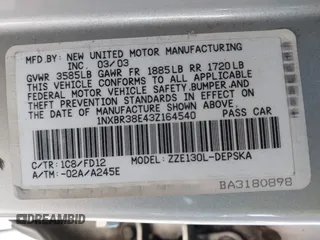 MFD.BY: NEW UNITED MOTOR MANUFACTURING
INC. 03/03
GVWR 3585LB GAWR FR 1885LB RR 1720LB
THIS VEHICLE CONFORMS TO ALL APPLICABLE
FEDERAL MOTOR VEHICLE SAFETY, BUMPER, AND
THEFT PREVENTION STANDARDS IN EFFECT ON
THE DATE OF MANUFACTURE SHOWN ABOVE.
1NXBR38E43Z164540 PASS CAR
C/TR: 1C8/FD12 MODEL: ZZE130L-DEPSKA
A/TM: -02A/A245E
BA3180898
DREAMBID